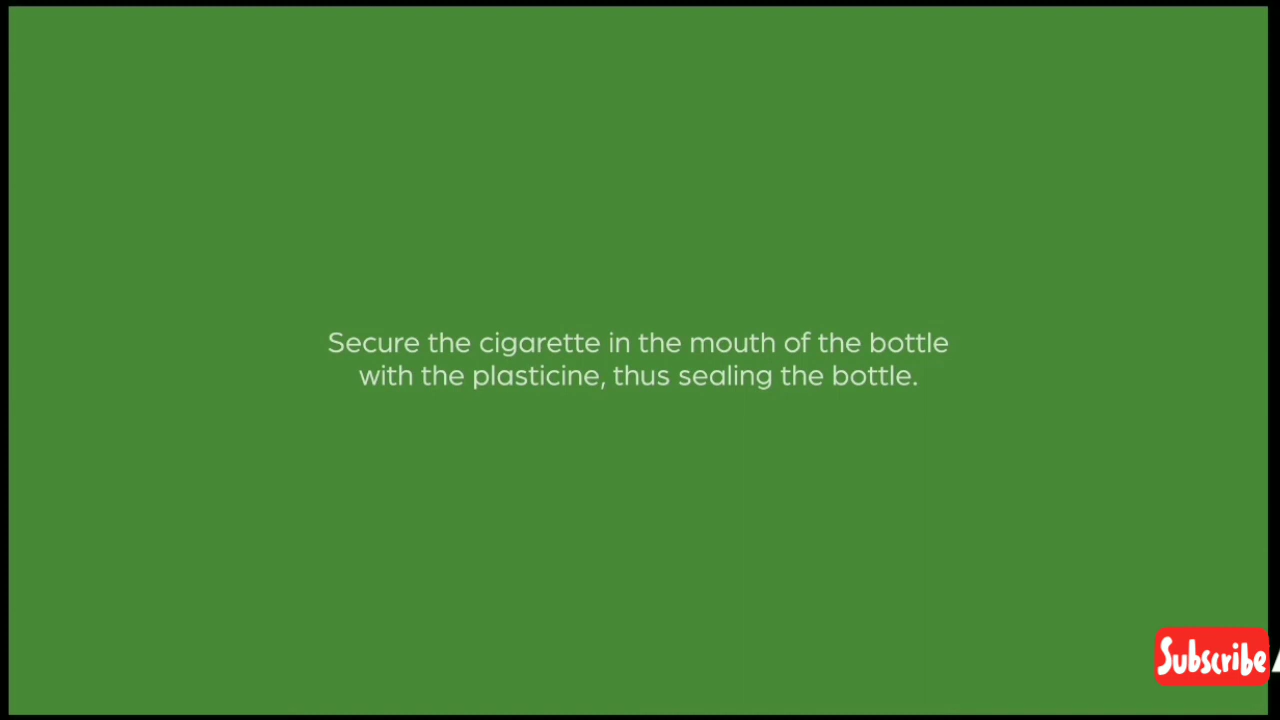 Secure the cigarette in the mouth of the bottle
with the plasticine, thus sealing the bottle.
Subscribe